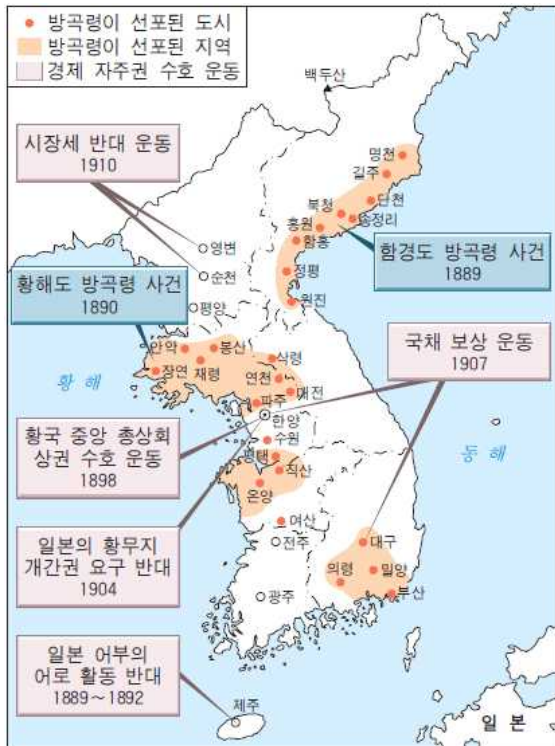 방곡령이 선포된 도시
방곡령이 선포된 지역
경제 자주권 수호 운동
백두산
시장세 반대 운동
1910
명천
길주
단천
북청
송정리
홍원
함흥
함경도 방곡령 사건
1889
영변
순천
정평
평양
원진
황해도 방곡령 사건
1890
안악
봉산
장연
재령
삭령
연천
대전
파주
국채 보상 운동
1907
황 해
한양
수원
황국 중앙 총상회
상권 수호 운동
1898
평택
직산
온양
동 해
여산
전주
대구
일본의 황무지
개간권 요구 반대
1904
의령
밀양
부산
광주
일본 어부의
어로 활동 반대
1889～1892
제주
일 본